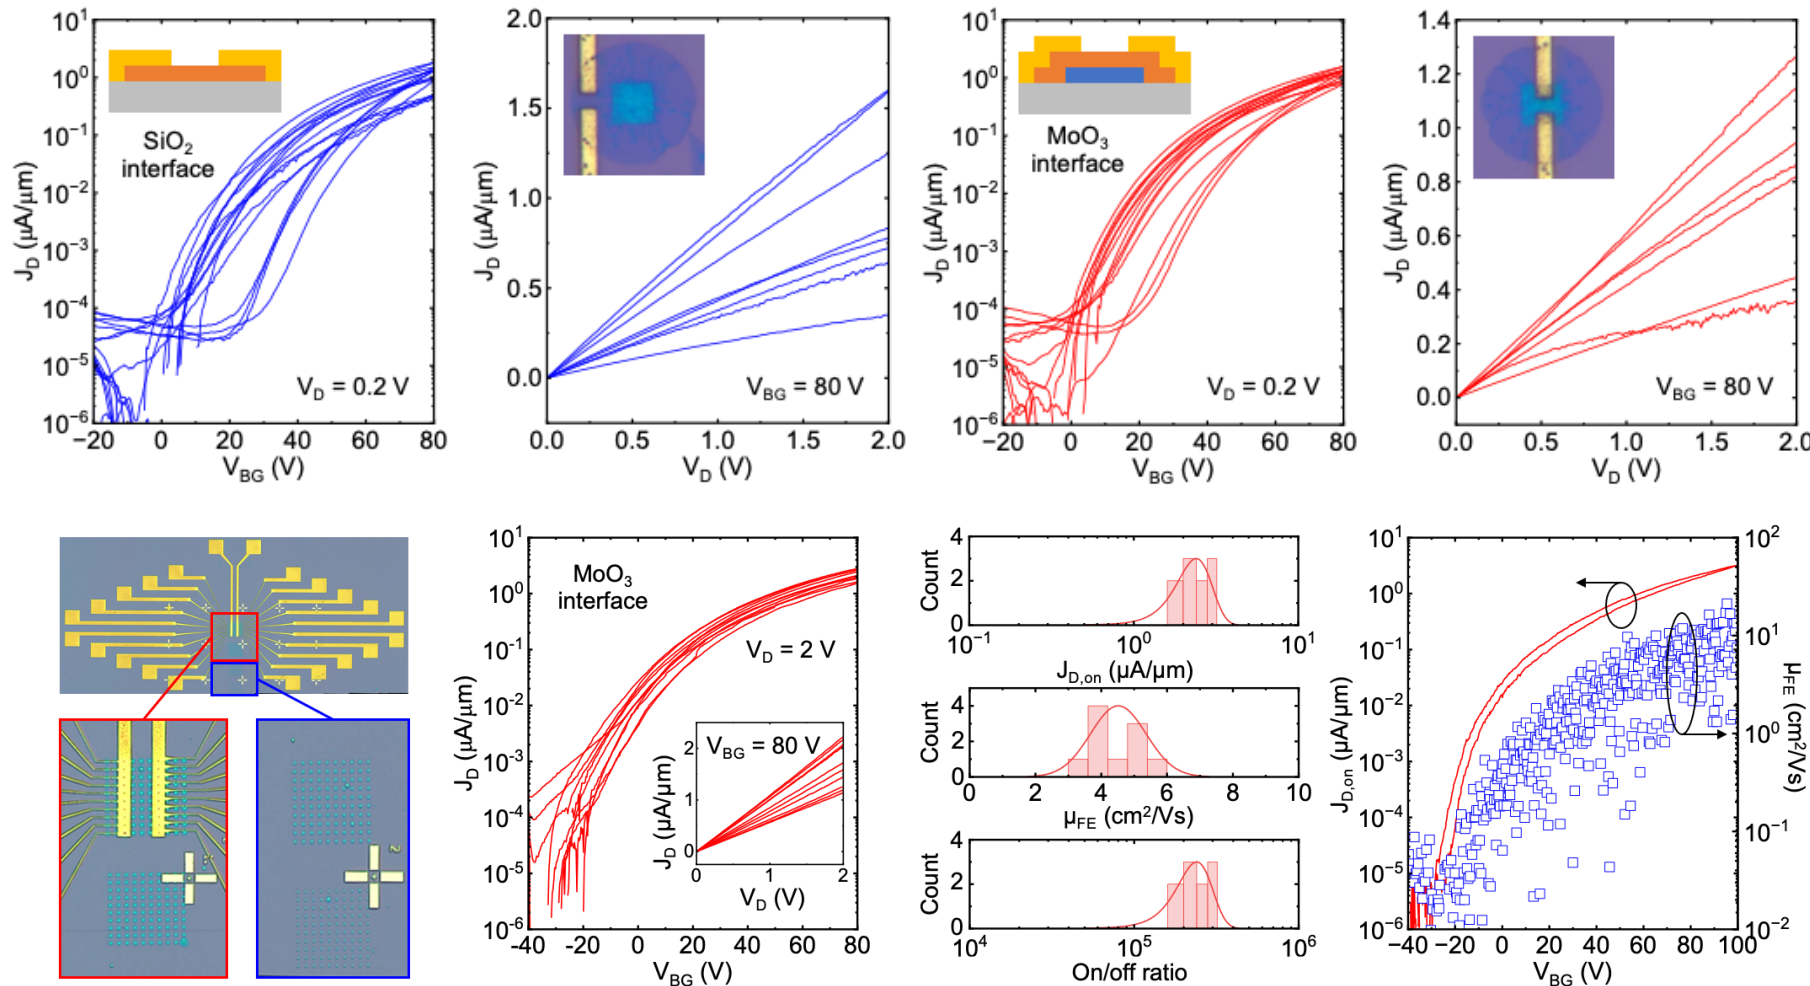 10¹
10⁰
10⁻¹
10⁻²
10⁻³
10⁻⁴
10⁻⁵
10⁻⁶
J_D (μA/μm)
SiO₂
interface
V_D = 0.2 V
−20 0 20 40 60 80
V_BG (V)
2.0
1.5
1.0
0.5
0.0
J_D (μA/μm)
V_BG = 80 V
0.0 0.5 1.0 1.5 2.0
V_D (V)
10¹
10⁰
10⁻¹
10⁻²
10⁻³
10⁻⁴
10⁻⁵
10⁻⁶
J_D (μA/μm)
MoO₃
interface
V_D = 0.2 V
−20 0 20 40 60 80
V_BG (V)
1.4
1.2
1.0
0.8
0.6
0.4
0.2
0.0
J_D (μA/μm)
V_BG = 80 V
0.0 0.5 1.0 1.5 2.0
V_D (V)
10¹
10⁰
10⁻¹
10⁻²
10⁻³
10⁻⁴
10⁻⁵
10⁻⁶
J_D (μA/μm)
MoO₃
interface
V_D = 2 V
V_BG = 80 V
2
1
0
J_D (μA/μm)
0 1 2
V_D (V)
-40 -20 0 20 40 60 80
V_BG (V)
4
2
0
Count
10⁻¹ 10⁰ 10¹
J_D,on (μA/μm)
4
2
0
Count
0 2 4 6 8 10
μ_FE (cm²/Vs)
4
2
0
Count
10⁴ 10⁵ 10⁶
On/off ratio
10¹
10⁰
10⁻¹
10⁻²
10⁻³
10⁻⁴
10⁻⁵
10⁻⁶
J_D,on (μA/μm)
10²
10¹
10⁰
10⁻¹
10⁻²
μ_FE (cm²/Vs)
-40 -20 0 20 40 60 80 100
V_BG (V)